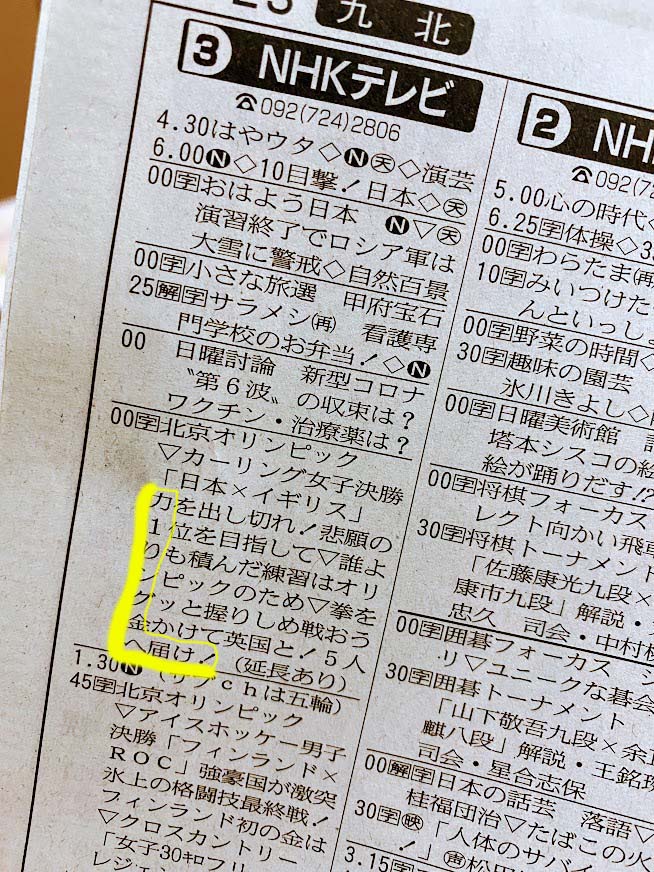 23 九 北
3 NHKテレビ
☎092(724)2806
4.30はやウタ◇N天◇演芸
6.00N◇10目撃!日本◇天
00字おはよう日本 N▽天
演習終了でロシア軍は
大雪に警戒◇自然百景
00字小さな旅選 甲府宝石
25解字サラメシ再 看護専
門学校のお弁当!◇N
00 日曜討論 新型コロナ
〝第6波〟の収束は?
ワクチン・治療薬は?
00字北京オリンピック
▽カーリング女子決勝
「日本×イギリス」
力を出し切れ!悲願の
1位を目指して▽誰よ
りも積んだ練習はオリ
ンピックのため▽拳を
グッと握りしめ戦おう
金かけて英国と!5人
へ届け! (延長あり)
1.30N (サブchは五輪)
45字北京オリンピック
▽アイスホッケー男子
決勝「フィンランド×
ROC」強豪国が激突
氷上の格闘技最終戦!
フィンランド初の金は
▽クロスカントリー
「女子30キロフリ
レジェン
2 NH
☎092(72
5.00心の時代
6.25字体操◇3
00字わらたま(再
10字みいつけた
んといっし
00字野菜の時間◇
30字趣味の園芸
氷川きよし◇
00字日曜美術館
塔本シスコの
絵が踊りだす!?
00字将棋フォーカス
レクト向かい飛
30字将棋トーナメン
「佐藤康光九段×
康市九段」解説・
忠久 司会・中村
00字囲碁フォーカス
リ▽ユニークな碁会
30字囲碁トーナメント
「山下敬吾九段×余
麒八段」解説・王銘
司会・星合志保
00解字日本の話芸 落語▽
桂福団治▽たばこの火
30字映
「人体のサバイ
!」声松田
3.15字